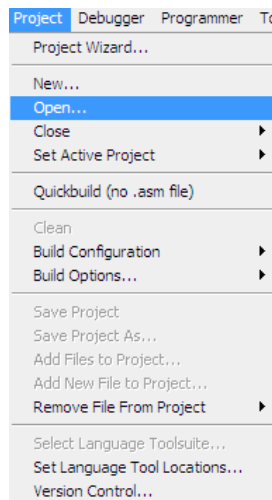 Project Debugger Programmer
Project Wizard...
New...
Open...
Close
Set Active Project
Quickbuild (no .asm file)
Clean
Build Configuration
Build Options...
Save Project
Save Project As...
Add Files to Project...
Add New File to Project...
Remove File From Project
Select Language Toolsuite...
Set Language Tool Locations...
Version Control...